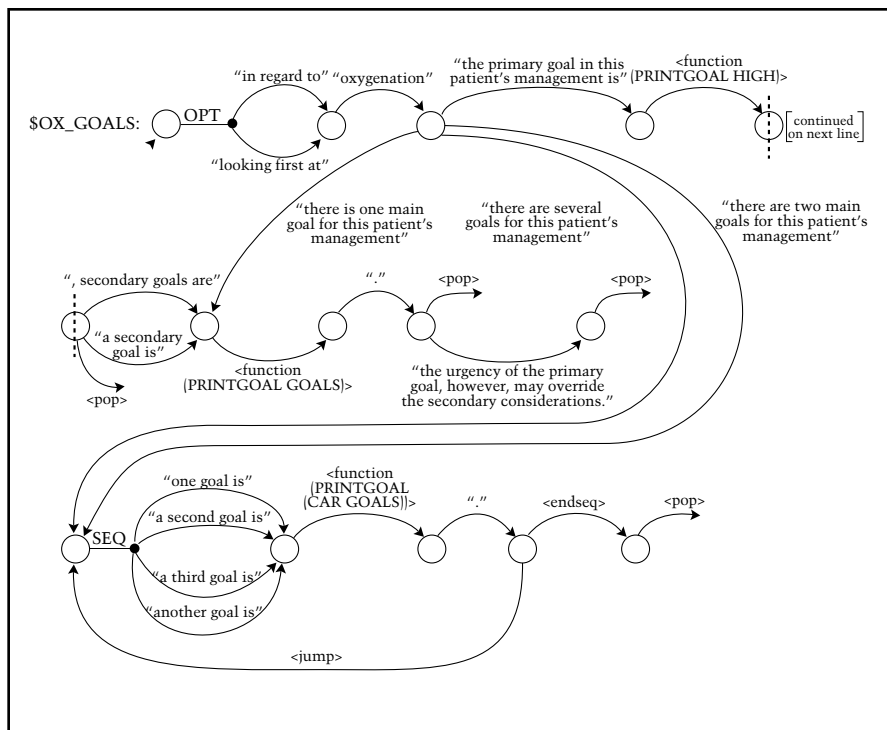 “in regard to”
“oxygenation”
“the primary goal in this
patient’s management is”
<function
(PRINTGOAL HIGH)>
$OX_GOALS:
OPT
[continued
on next line]
“looking first at”
“there is one main
goal for this patient’s
management”
“there are several
goals for this patient’s
management”
“there are two main
goals for this patient’s
management”
“, secondary goals are”
“.”
<pop>
<pop>
“a secondary
goal is”
<function
(PRINTGOAL GOALS)>
“the urgency of the primary
goal, however, may override
the secondary considerations.”
<pop>
“one goal is”
<function
(PRINTGOAL
(CAR GOALS))>
“.”
<endseq>
<pop>
SEQ
“a second goal is”
“a third goal is”
“another goal is”
<jump>